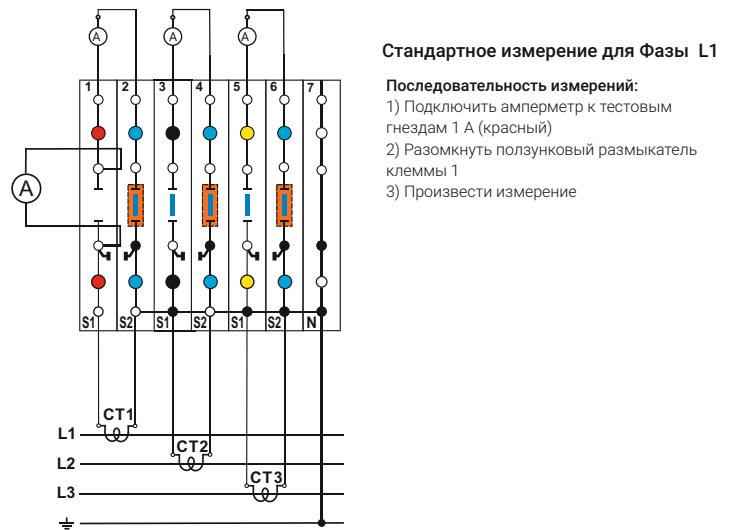 A
A
A
Стандартное измерение для Фазы L1
1 2 3 4 5 6 7
Последовательность измерений:
1) Подключить амперметр к тестовым
гнездам 1 А (красный)
2) Разомкнуть ползунковый размыкатель
клеммы 1
3) Произвести измерение
A
S1 S2 S1 S2 S1 S2 N
CT1
L1
CT2
L2
CT3
L3